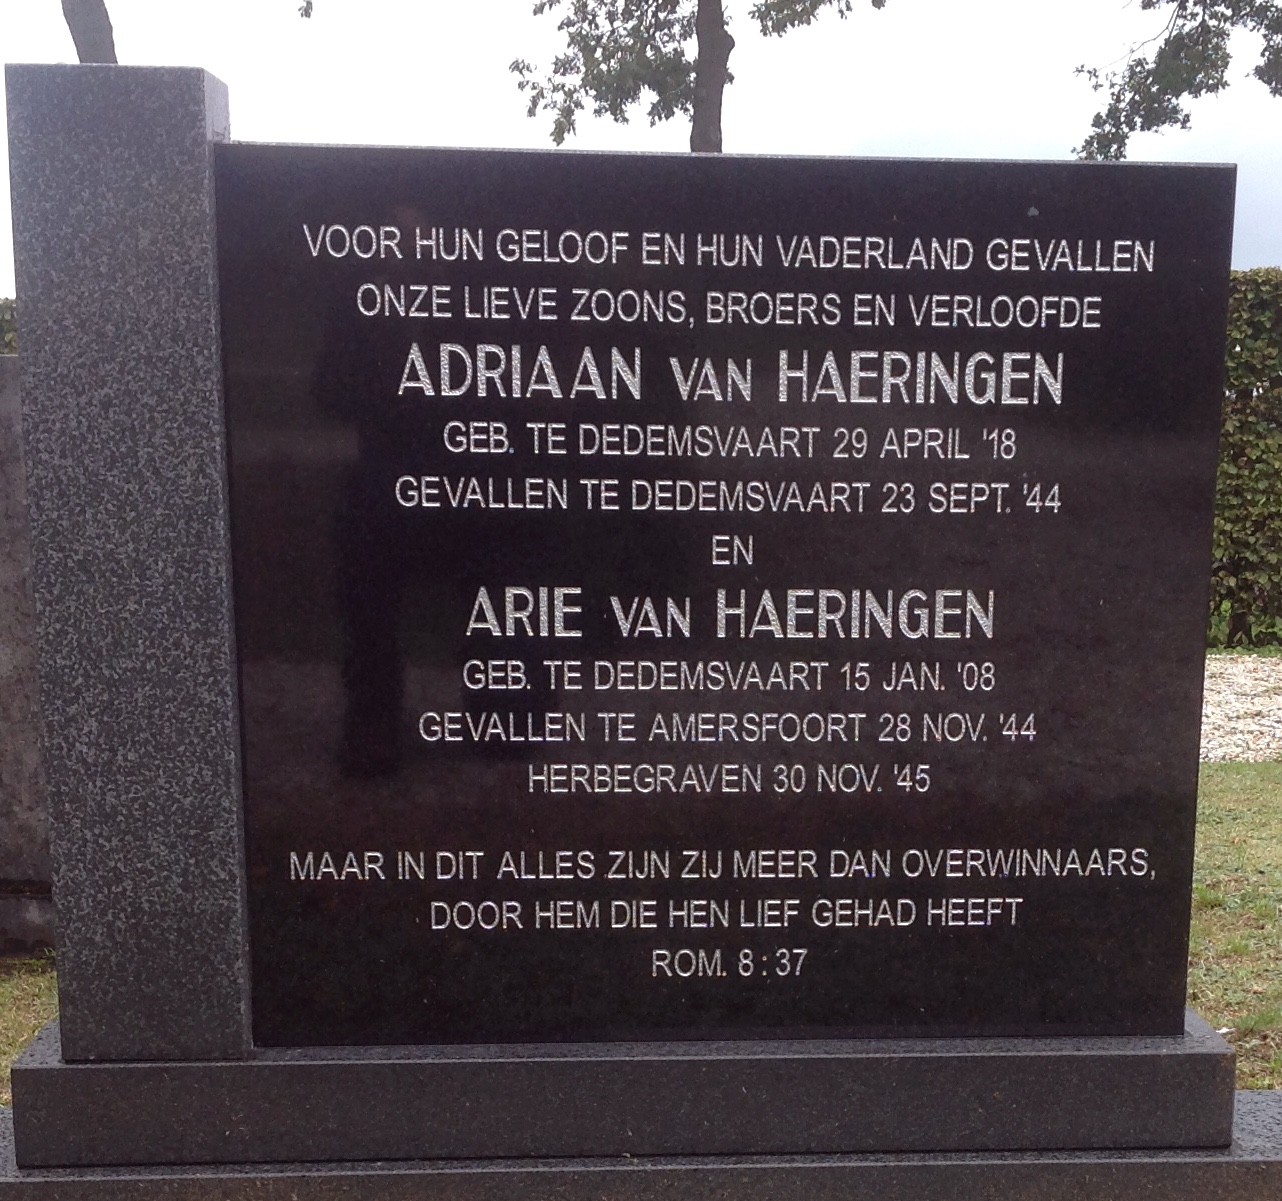 VOOR HUN GELOOF EN HUN VADERLAND GEVALLEN
ONZE LIEVE ZOONS, BROERS EN VERLOOFDE
ADRIAAN VAN HAERINGEN
GEB. TE DEDEMSVAART 29 APRIL '18
GEVALLEN TE DEDEMSVAART 23 SEPT. '44
EN
ARIE VAN HAERINGEN
GEB. TE DEDEMSVAART 15 JAN. '08
GEVALLEN TE AMERSFOORT 28 NOV. '44
HERBEGRAVEN 30 NOV. '45
MAAR IN DIT ALLES ZIJN ZIJ MEER DAN OVERWINNAARS,
DOOR HEM DIE HEN LIEF GEHAD HEEFT
ROM. 8 : 37